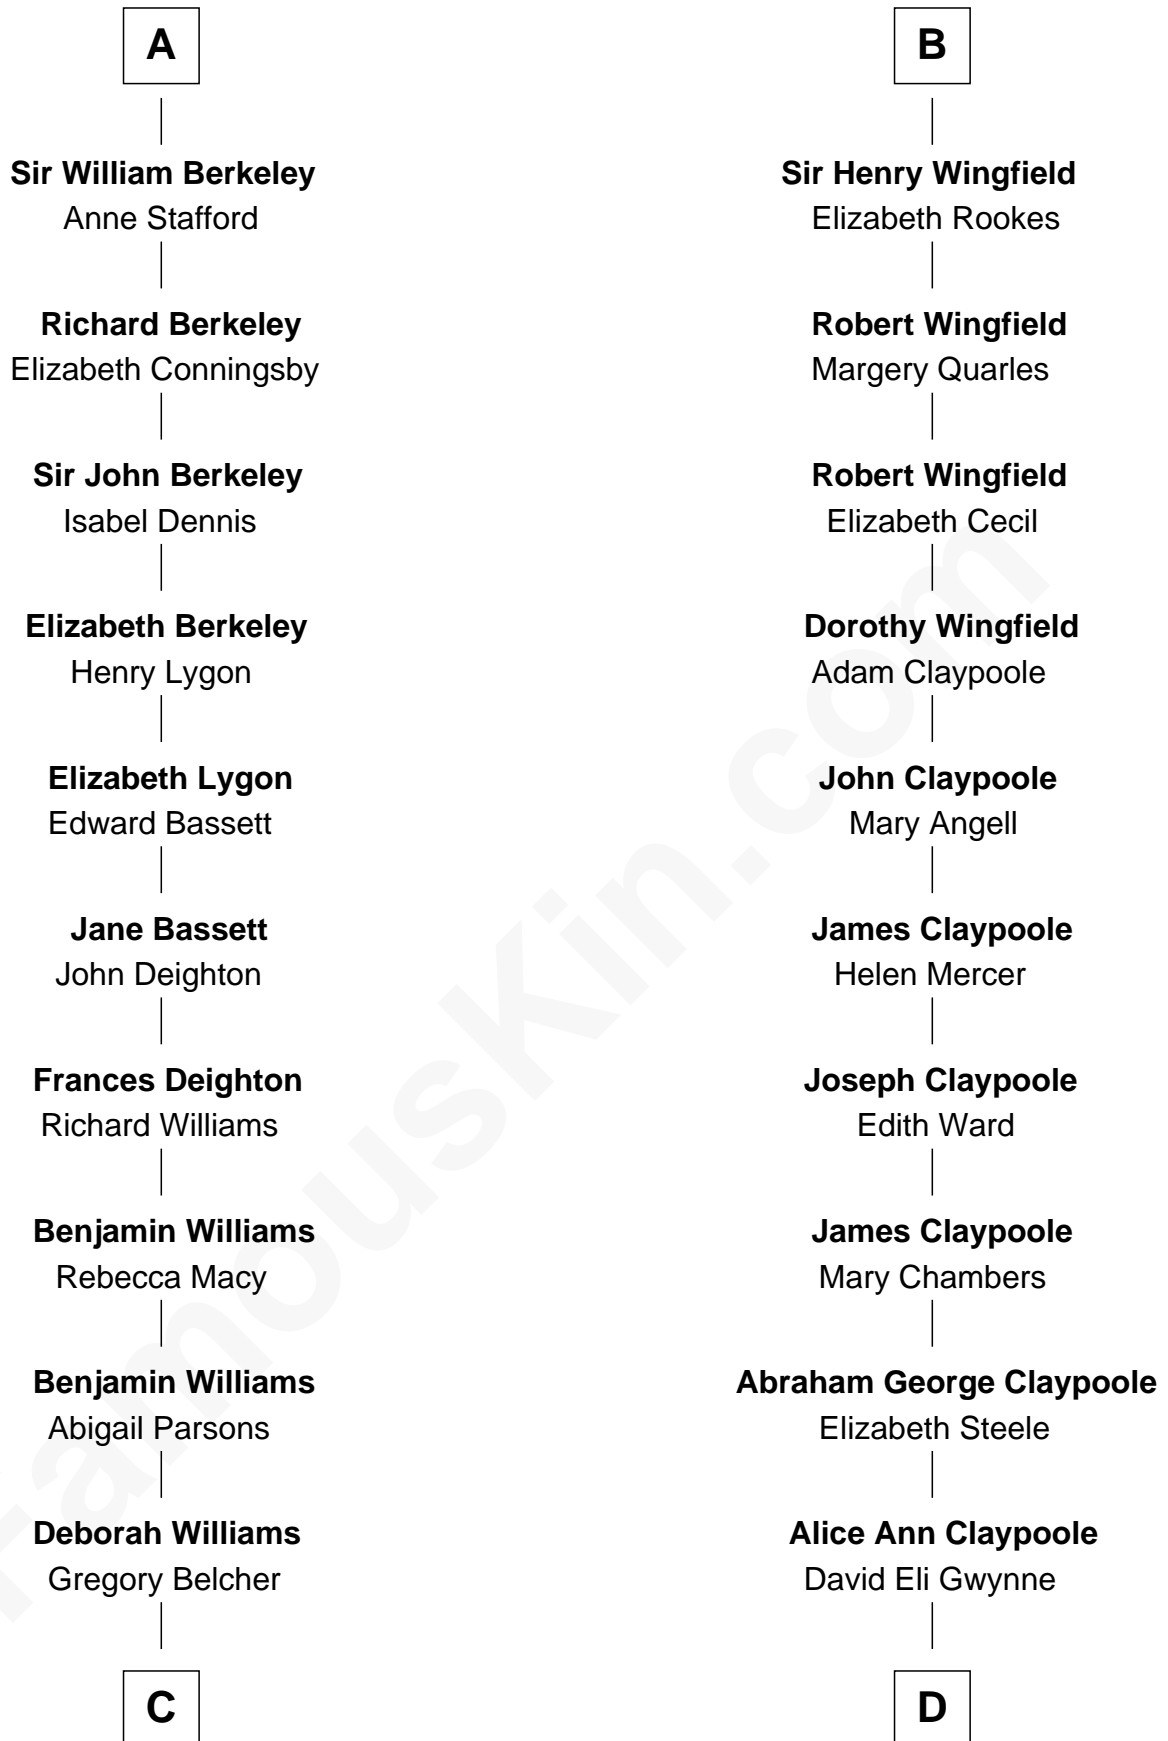 A
Sir William Berkeley
Anne Stafford
Richard Berkeley
Elizabeth Conningsby
Sir John Berkeley
Isabel Dennis
Elizabeth Berkeley
Henry Lygon
Elizabeth Lygon
Edward Bassett
Jane Bassett
John Deighton
Frances Deighton
Richard Williams
Benjamin Williams
Rebecca Macy
Benjamin Williams
Abigail Parsons
Deborah Williams
Gregory Belcher
C
B
Sir Henry Wingfield
Elizabeth Rookes
Robert Wingfield
Margery Quarles
Robert Wingfield
Elizabeth Cecil
Dorothy Wingfield
Adam Claypoole
John Claypoole
Mary Angell
James Claypoole
Helen Mercer
Joseph Claypoole
Edith Ward
James Claypoole
Mary Chambers
Abraham George Claypoole
Elizabeth Steele
Alice Ann Claypoole
David Eli Gwynne
D
FamousKin.com